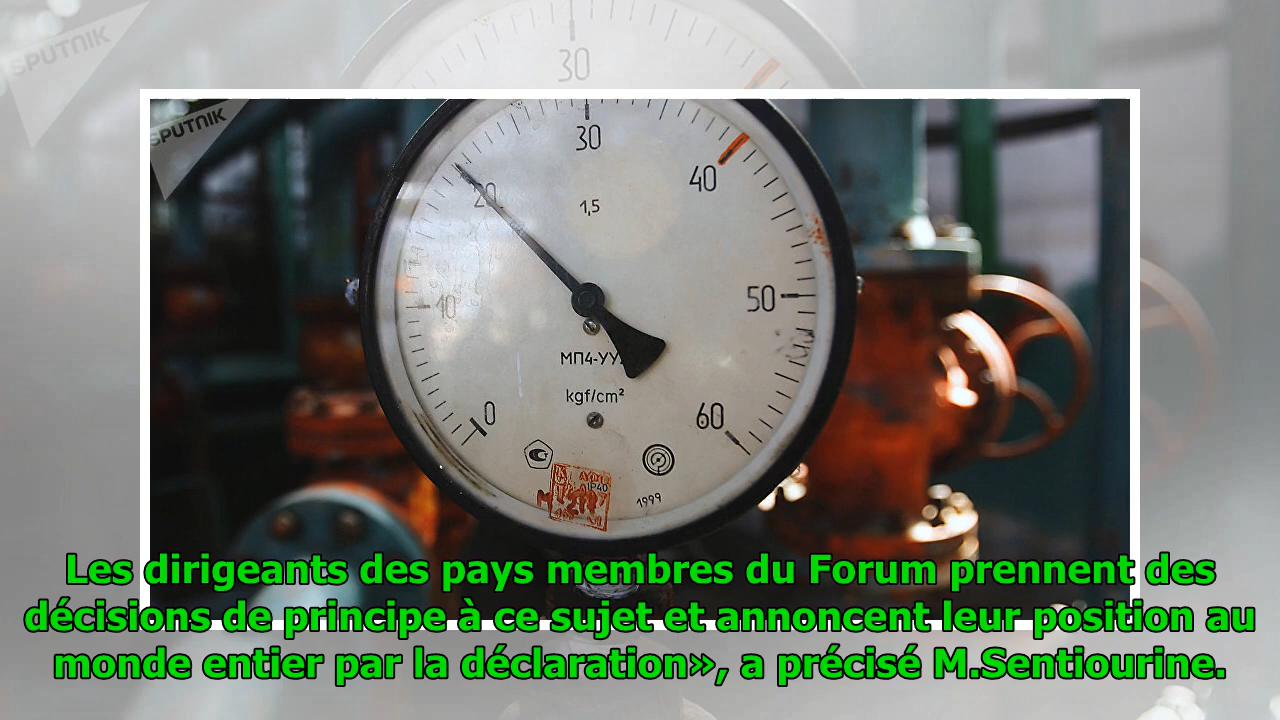 SPUTNIK
30
SPUTNIK
30
40
20
1,5
10
50
МП4-УУ
kgf/cm²
0
60
IP40
1999
Les dirigeants des pays membres du Forum prennent des
décisions de principe à ce sujet et annoncent leur position au
monde entier par la déclaration», a précisé M.Sentiourine.